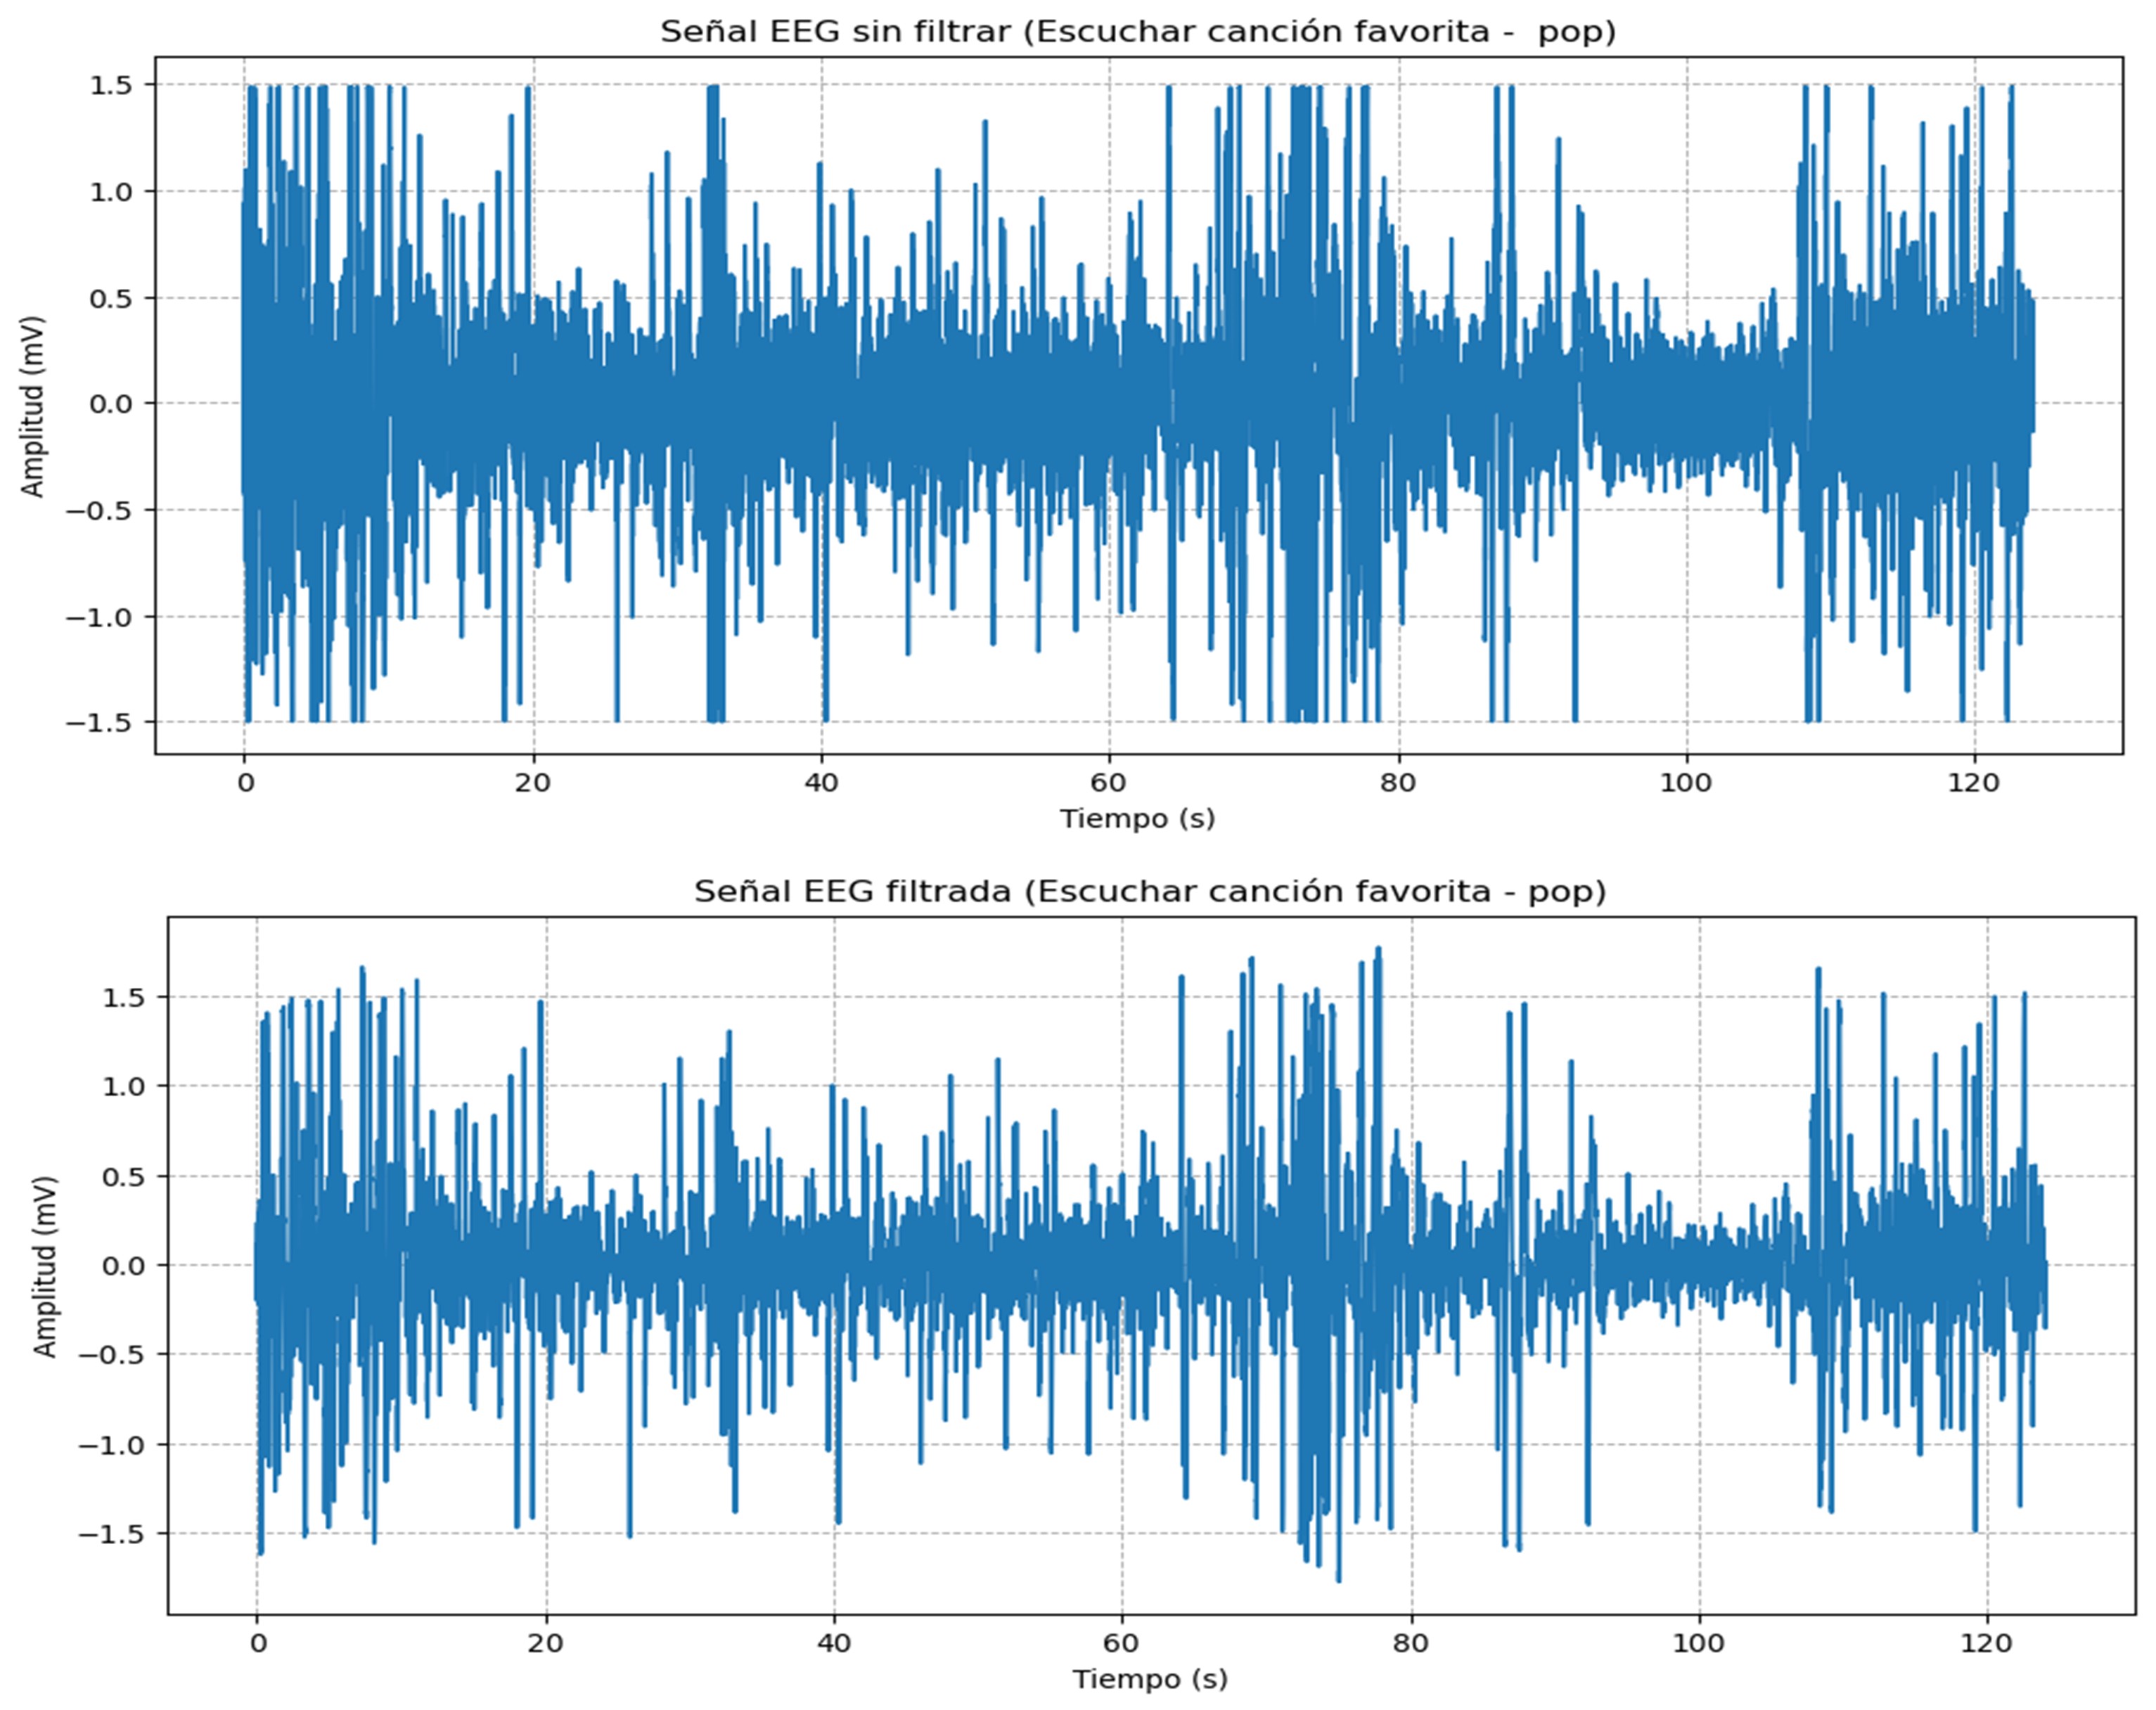 Señal EEG sin filtrar (Escuchar canción favorita -  pop)
1.5
1.0
0.5
0.0
−0.5
−1.0
−1.5
Amplitud (mV)
0 20 40 60 80 100 120
Tiempo (s)
Señal EEG filtrada (Escuchar canción favorita - pop)
1.5
1.0
0.5
0.0
−0.5
−1.0
−1.5
Amplitud (mV)
0 20 40 60 80 100 120
Tiempo (s)